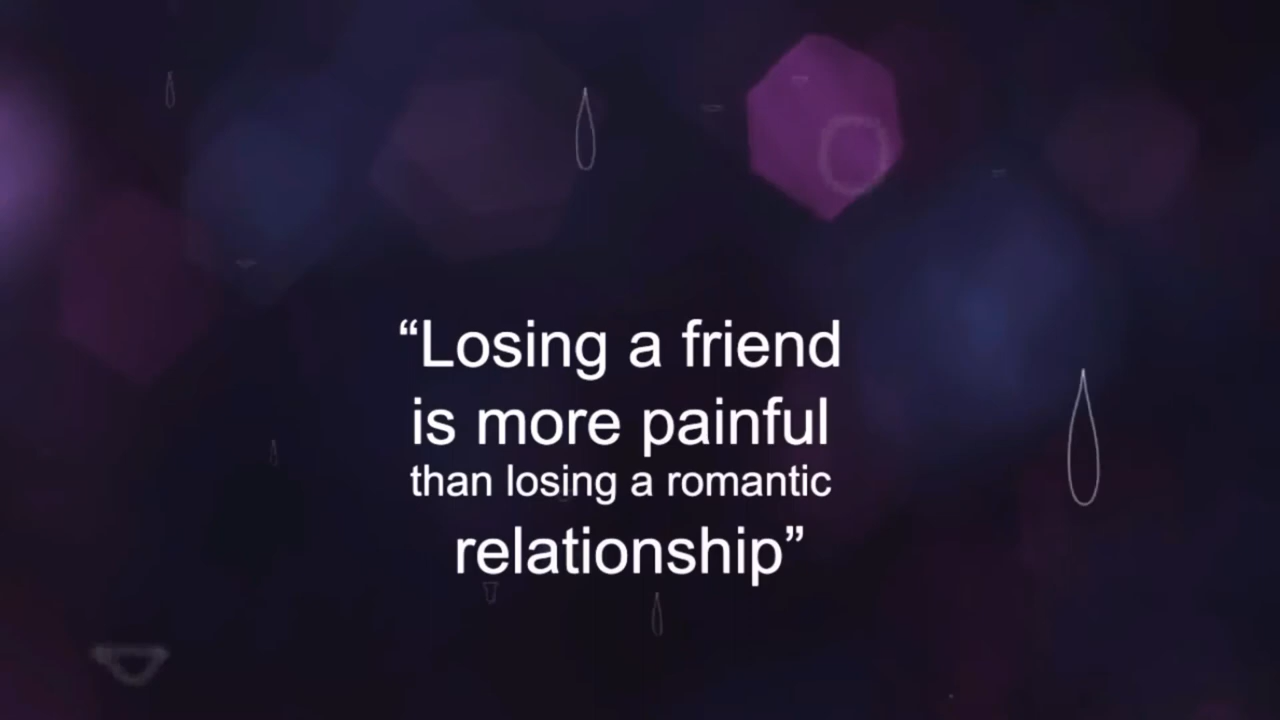 “Losing a friend
is more painful
than losing a romantic
relationship”